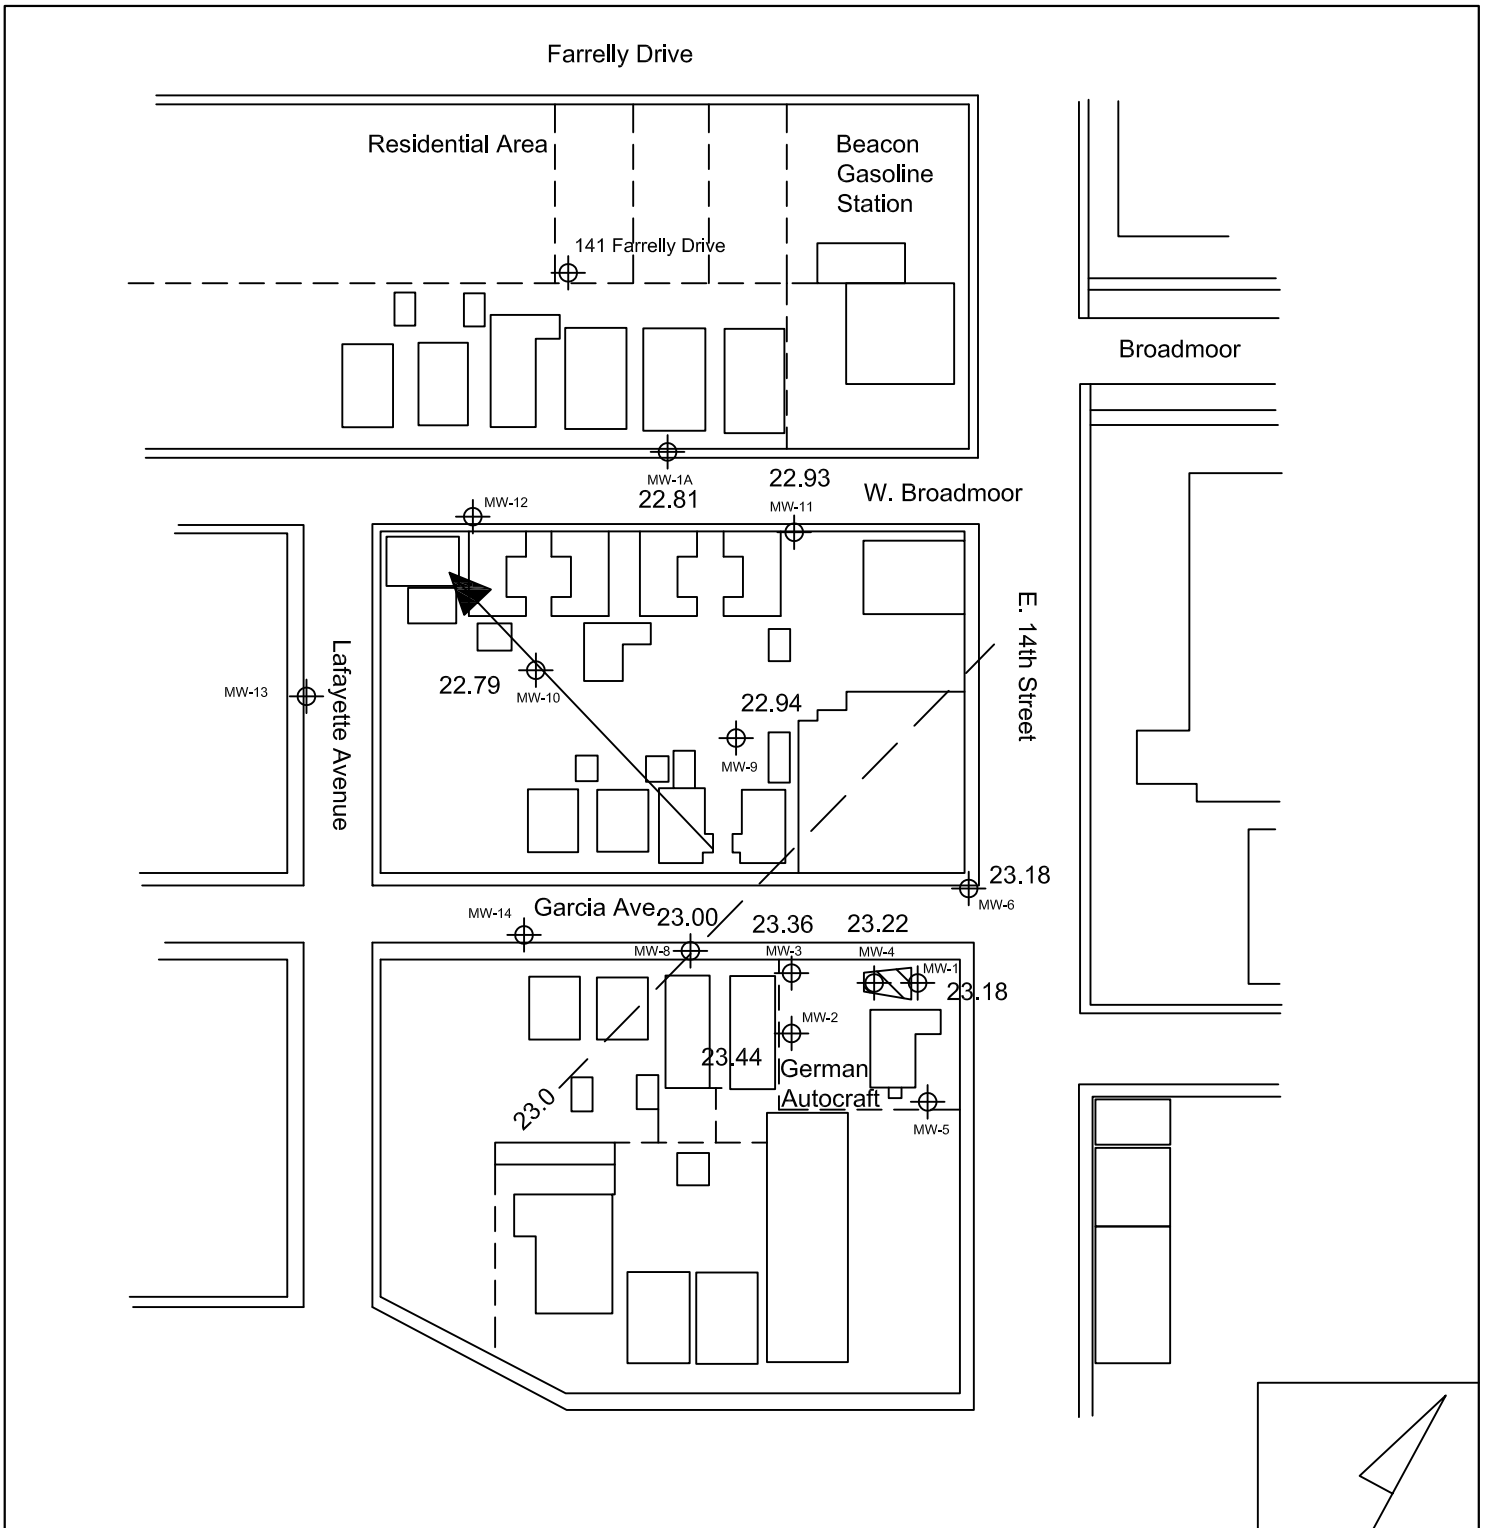 Farrelly Drive
Residential Area
Beacon
Gasoline
Station
141 Farrelly Drive
Broadmoor
MW-1A
22.81
22.93
MW-11
W. Broadmoor
MW-12
E. 14th Street
Lafayette Avenue
MW-13
22.79
MW-10
22.94
MW-9
23.18
MW-6
MW-14
Garcia Ave.
23.00
MW-8
23.36
MW-3
23.22
MW-4
MW-1
23.18
MW-2
23.44
German
Autocraft
23.0
MW-5